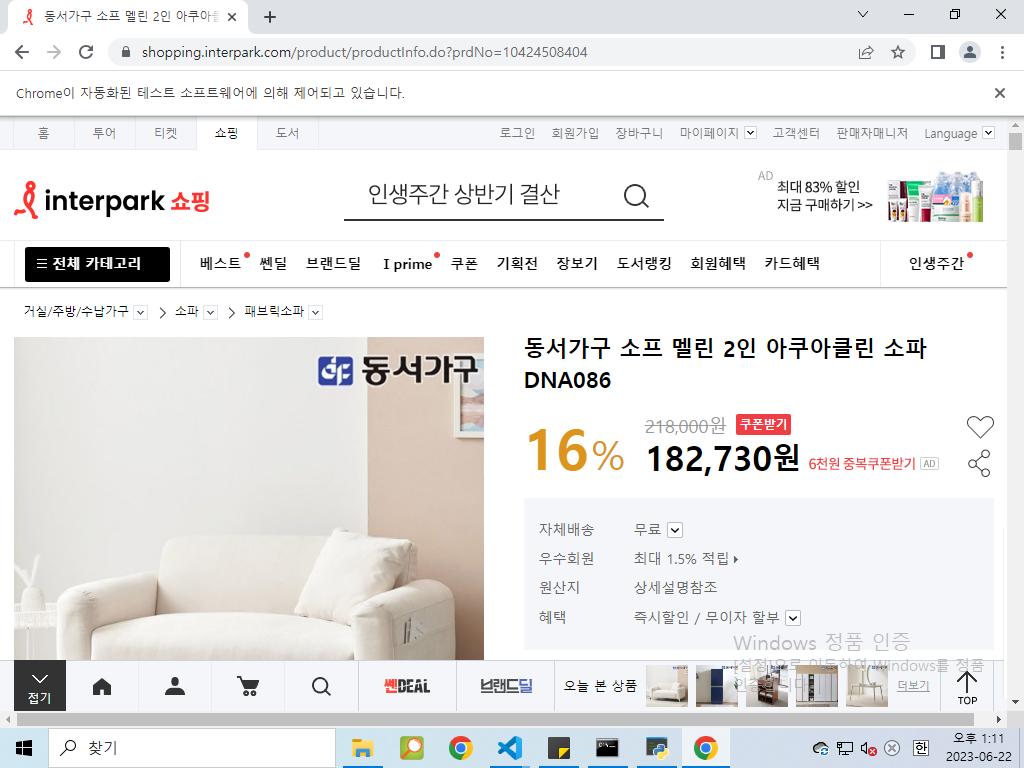 동서가구 소프 멜린 2인 아쿠아클
shopping.interpark.com/product/productInfo.do?prdNo=10424508404
Chrome이 자동화된 테스트 소프트웨어에 의해 제어되고 있습니다.
홈 투어 티켓 쇼핑 도서 로그인 회원가입 장바구니 마이페이지 고객센터 판매자매니저 Language
interpark 쇼핑
인생주간 상반기 결산
AD 최대 83% 할인
지금 구매하기 >>
전체 카테고리 베스트 쎈딜 브랜드딜 I prime 쿠폰 기획전 장보기 도서랭킹 회원혜택 카드혜택 인생주간
거실/주방/수납가구 소파 패브릭소파
동서가구
동서가구 소프 멜린 2인 아쿠아클린 소파
DNA086
16%
218,000원 쿠폰받기
182,730원 6천원 중복쿠폰받기 AD
자체배송 무료
우수회원 최대 1.5% 적립
원산지 상세설명참조
혜택 즉시할인 / 무이자 할부
Windows 정품 인증
[설정]으로 이동하여 Windows를 정품
인증합니다.
접기
쎈DEAL 브랜드딜 오늘 본 상품 더보기 TOP
찾기
한
오후 1:11
2023-06-22